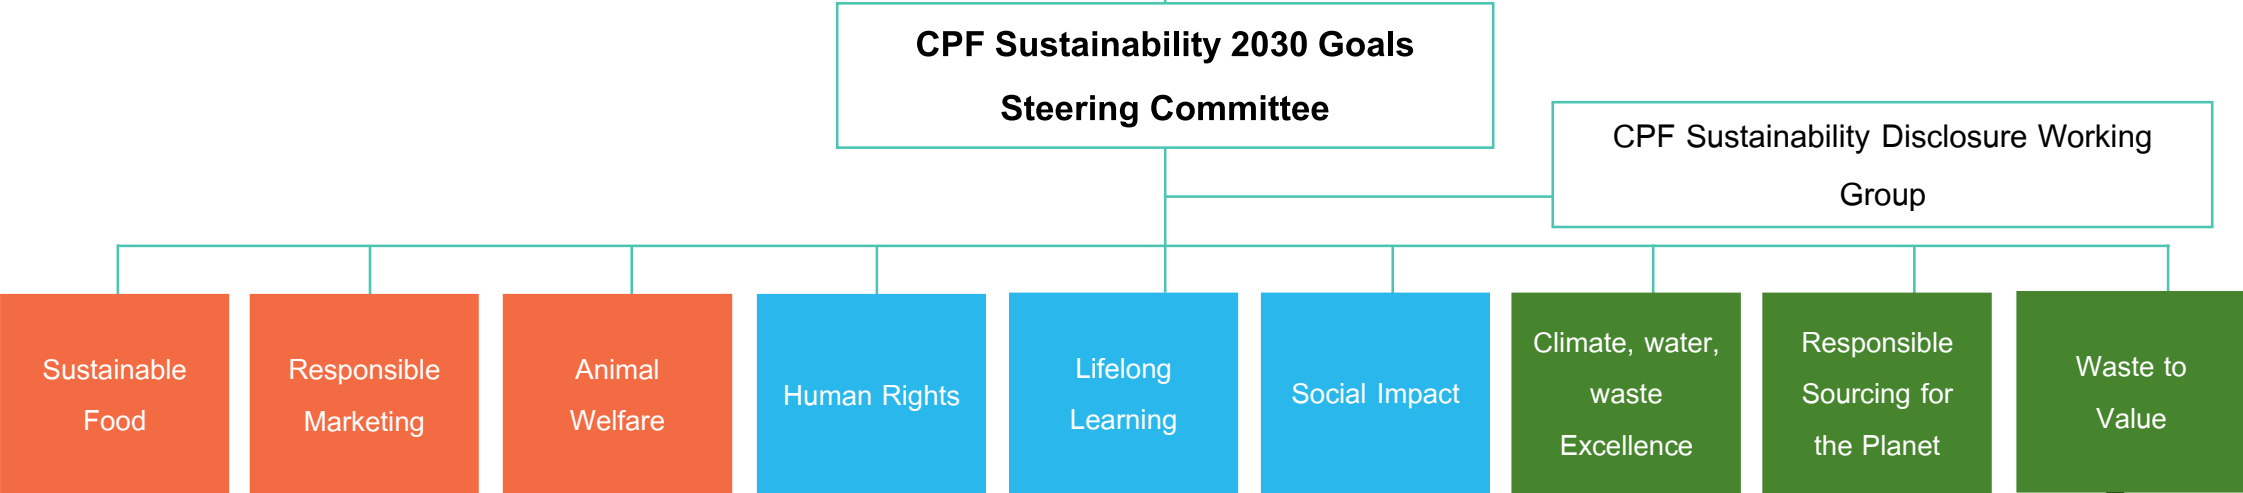 CPF Sustainability 2030 Goals
Steering Committee
CPF Sustainability Disclosure Working
Group
Sustainable
Food
Responsible
Marketing
Animal
Welfare
Human Rights
Lifelong
Learning
Social Impact
Climate, water,
waste
Excellence
Responsible
Sourcing for
the Planet
Waste to
Value